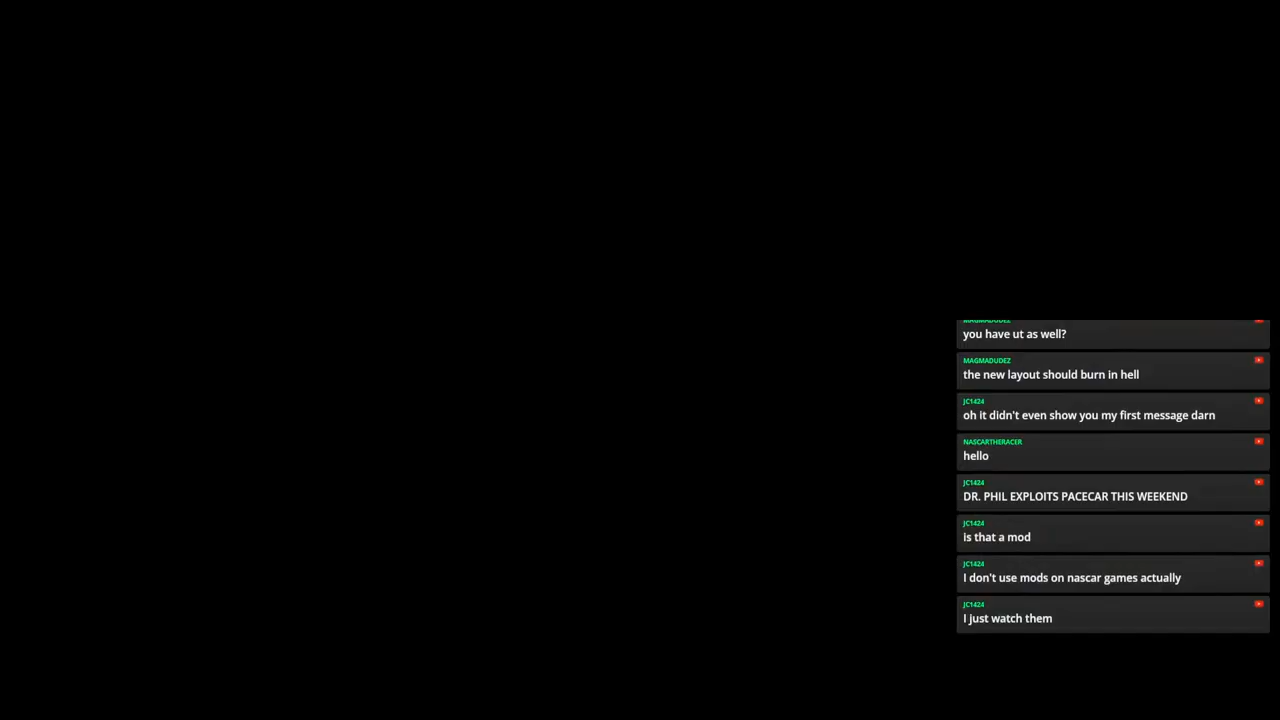 MAGMADUDEZ
you have ut as well?
MAGMADUDEZ
the new layout should burn in hell
JC1424
oh it didn't even show you my first message darn
NASCARTHERACER
hello
JC1424
DR. PHIL EXPLOITS PACECAR THIS WEEKEND
JC1424
is that a mod
JC1424
I don't use mods on nascar games actually
JC1424
I just watch them